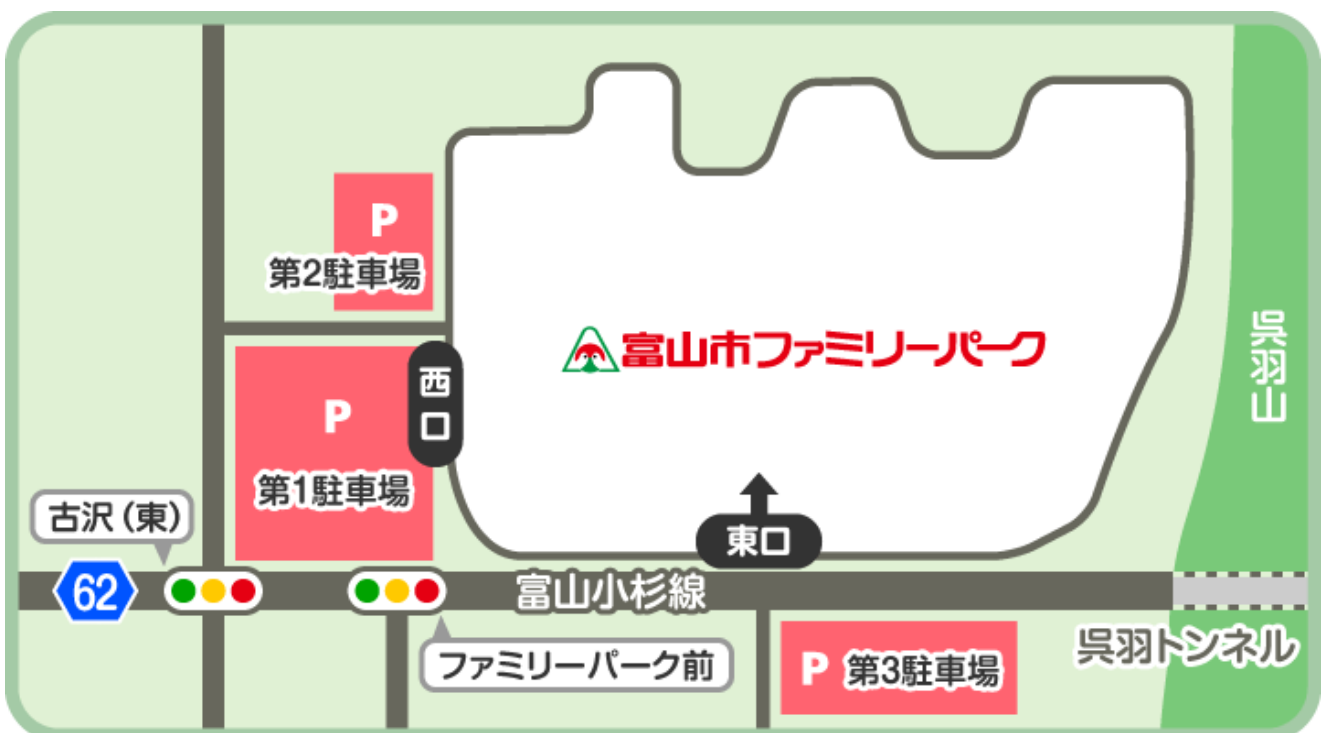 P
第2駐車場
富山市ファミリーパーク
呉羽山
西口
P
第1駐車場
古沢(東)
東口
62
富山小杉線
ファミリーパーク前
P 第3駐車場
呉羽トンネル